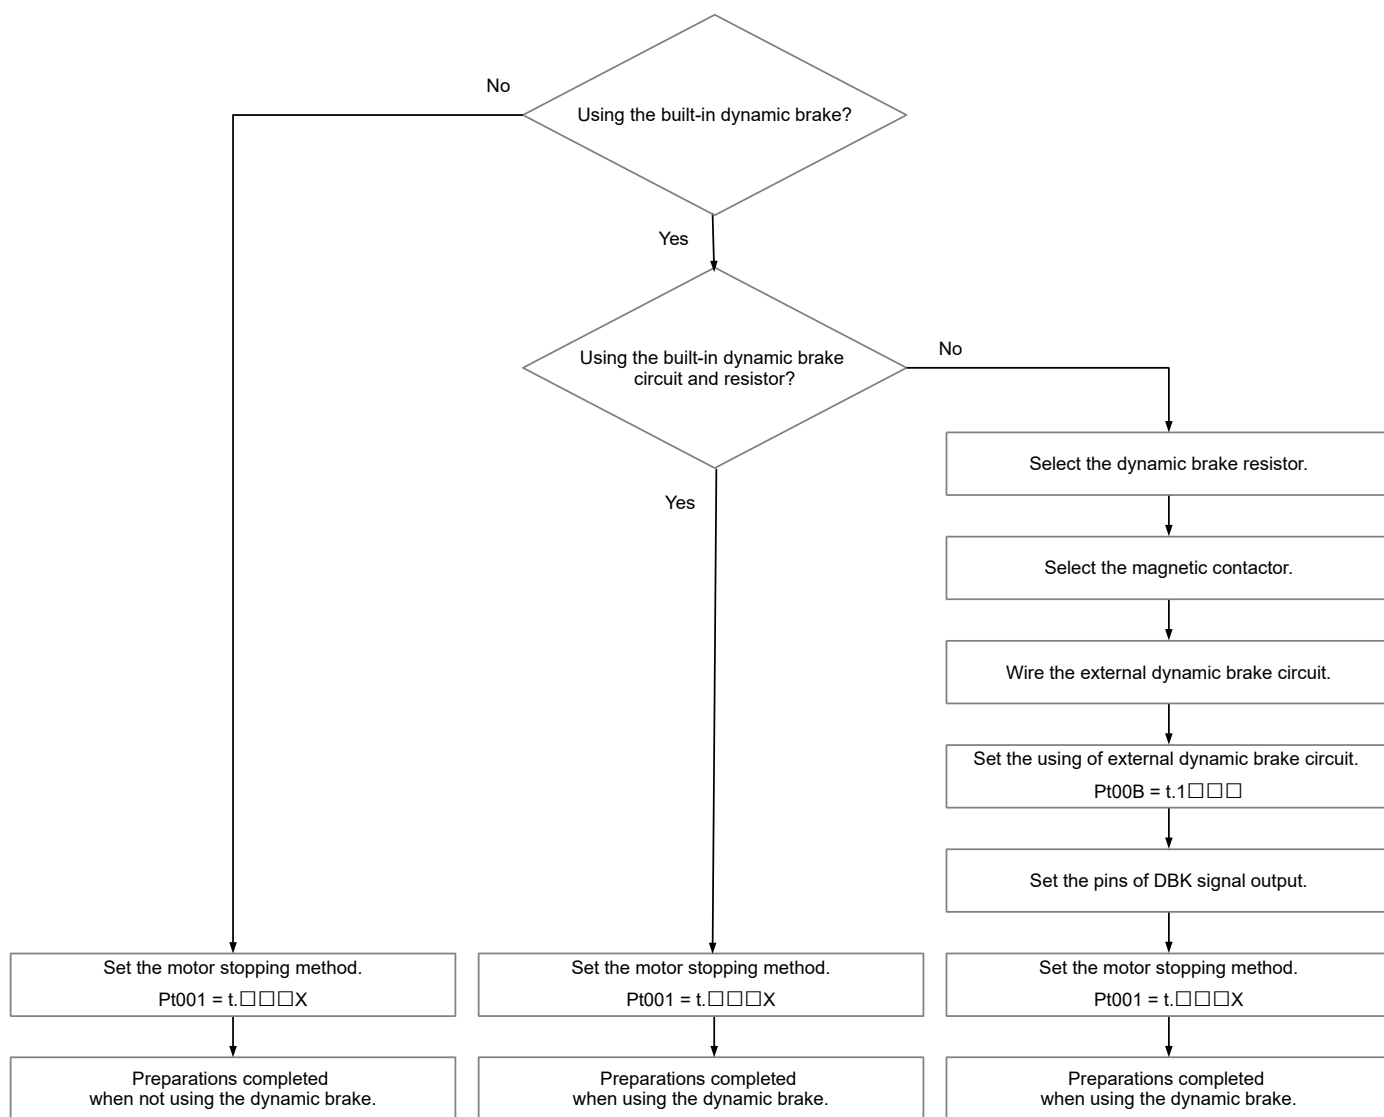 No
Using the built-in dynamic brake?
Yes
Using the built-in dynamic brake
circuit and resistor?
No
Yes
Select the dynamic brake resistor.
Select the magnetic contactor.
Wire the external dynamic brake circuit.
Set the using of external dynamic brake circuit.
Pt00B = t.1□□□
Set the pins of DBK signal output.
Set the motor stopping method.
Pt001 = t.□□□X
Set the motor stopping method.
Pt001 = t.□□□X
Set the motor stopping method.
Pt001 = t.□□□X
Preparations completed
when not using the dynamic brake.
Preparations completed
when using the dynamic brake.
Preparations completed
when using the dynamic brake.